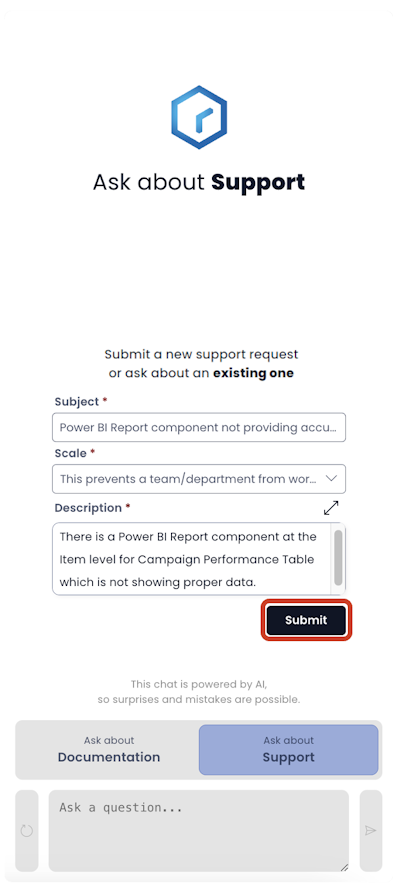 Ask about Support
Submit a new support request
or ask about an existing one
Subject *
Power BI Report component not providing accu...
Scale *
This prevents a team/department from wor...
Description *
There is a Power BI Report component at the
Item level for Campaign Performance Table
which is not showing proper data.
Submit
This chat is powered by AI,
so surprises and mistakes are possible.
Ask about
Documentation
Ask about
Support
Ask a question...